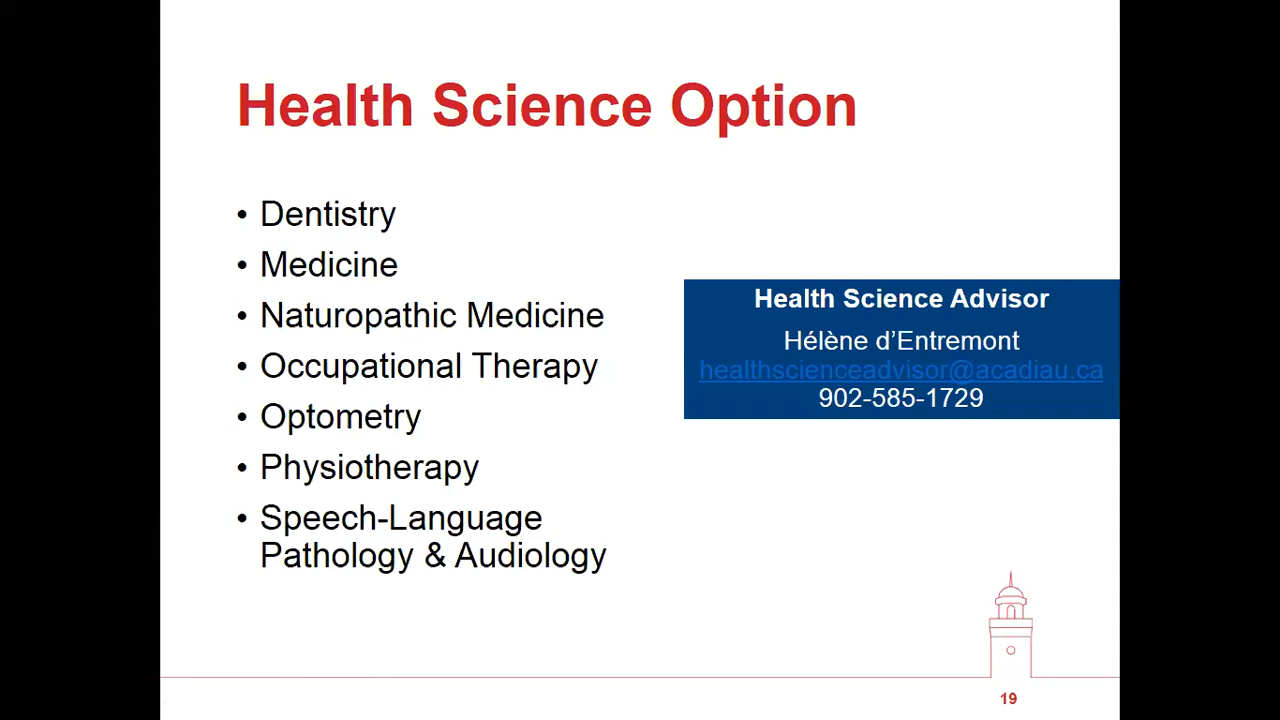 Health Science Option
• Dentistry
• Medicine
• Naturopathic Medicine
• Occupational Therapy
• Optometry
• Physiotherapy
• Speech-Language
Pathology & Audiology
Health Science Advisor
Hélène d’Entremont
healthscienceadvisor@acadiau.ca
902-585-1729
19